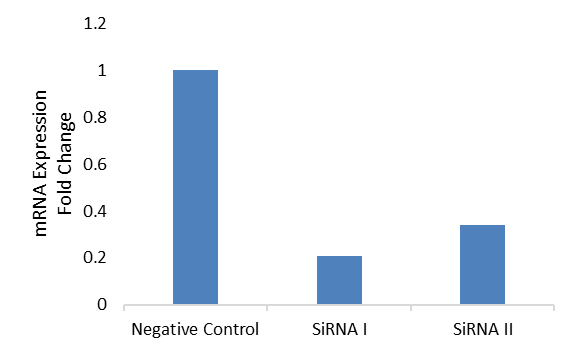 1.2
1
0.8
0.6
0.4
0.2
0
mRNA Expression
Fold Change
Negative Control
SiRNA I
SiRNA II